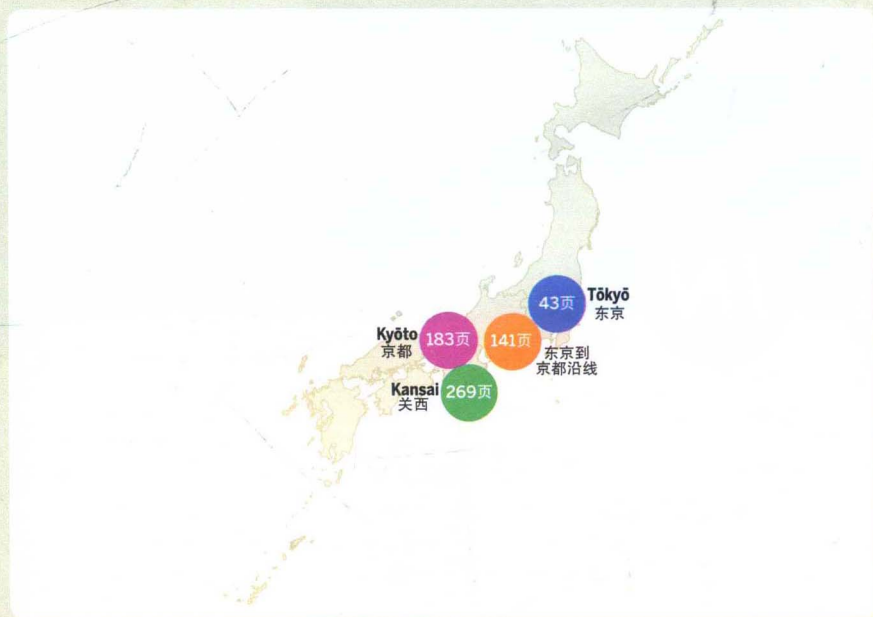 43页
Tōkyō
东京
Kyōto
京都
183页
141页
东京到
京都沿线
Kansai
关西
269页